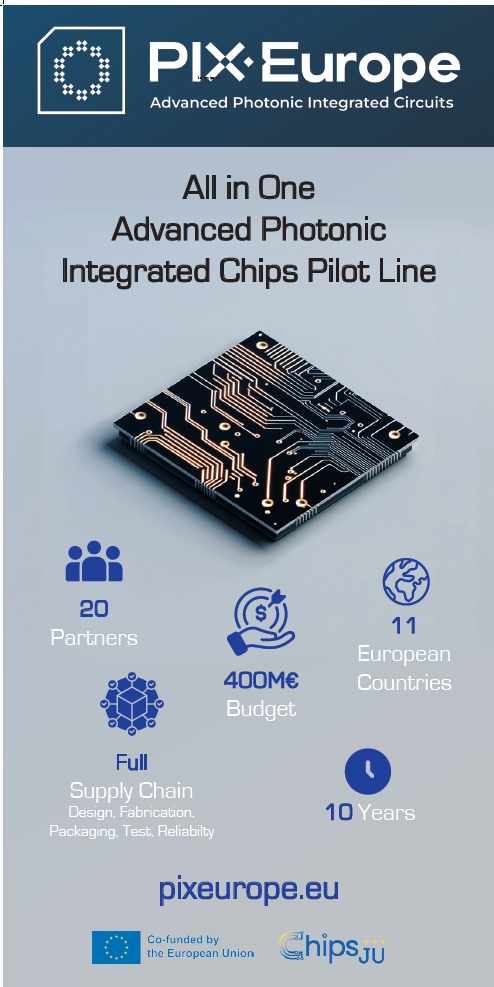 PIX·Europe
Advanced Photonic Integrated Circuits
All in One
Advanced Photonic
Integrated Chips Pilot Line
20
Partners
400M€
Budget
11
European
Countries
Full
Supply Chain
Design, Fabrication,
Packaging, Test, Reliabilty
10 Years
pixeurope.eu
Co-funded by
the European Union
Chips JU